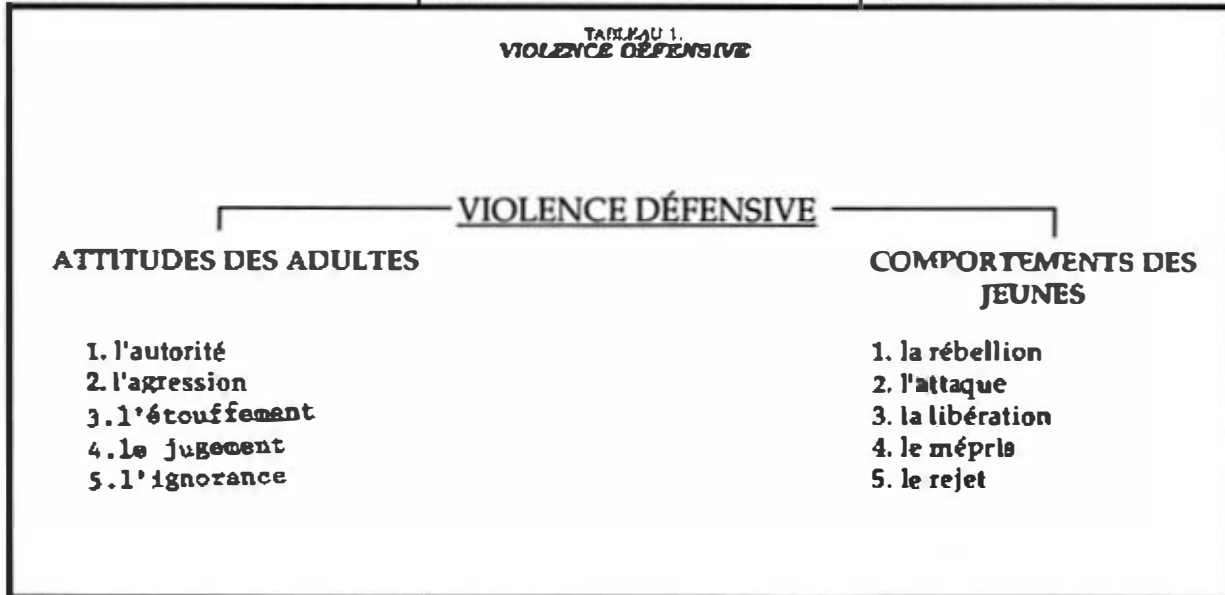 TABLEAU 1.
VIOLENCE DÉFENSIVE
VIOLENCE DÉFENSIVE
ATTITUDES DES ADULTES
1. l'autorité
2. l'agression
3. l'étouffement
4. le jugement
5. l'ignorance
COMPORTEMENTS DES
JEUNES
1. la rébellion
2. l'attaque
3. la libération
4. le mépris
5. le rejet